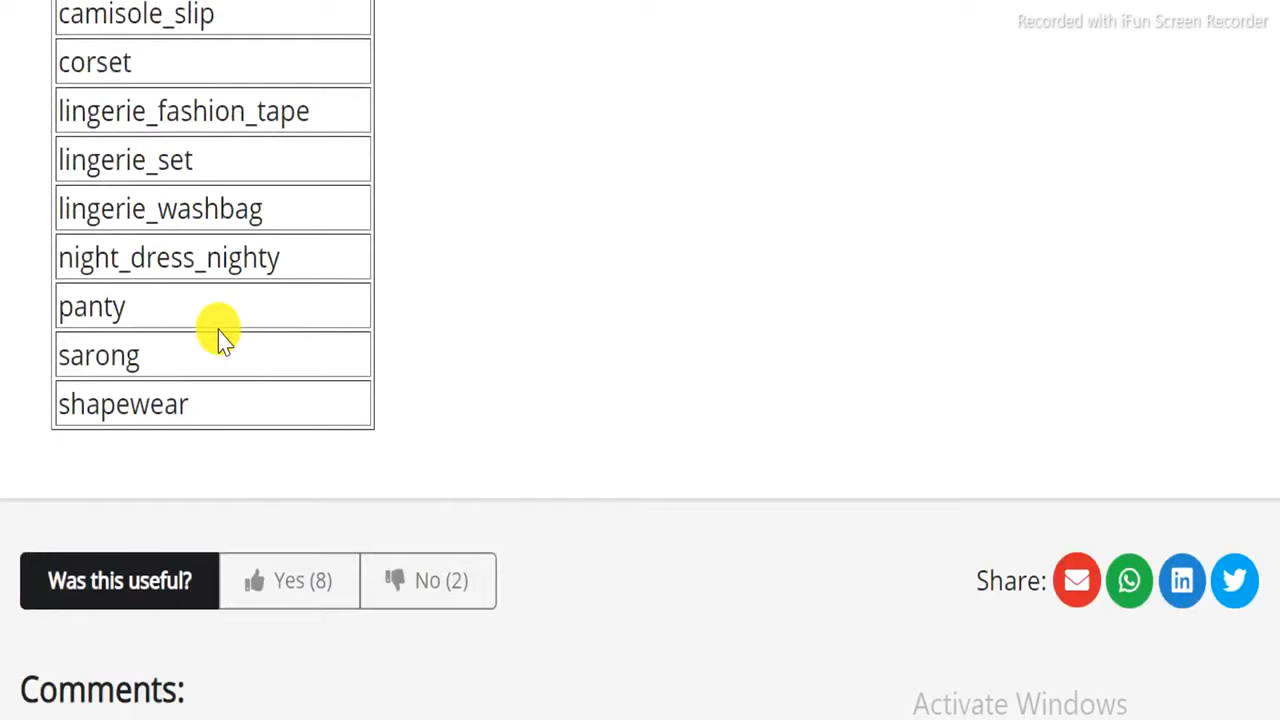 camisole_slip
Recorded with iFun Screen Recorder
corset
lingerie_fashion_tape
lingerie_set
lingerie_washbag
night_dress_nighty
panty
sarong
shapewear
Was this useful? Yes (8) No (2) Share:
Comments:
Activate Windows